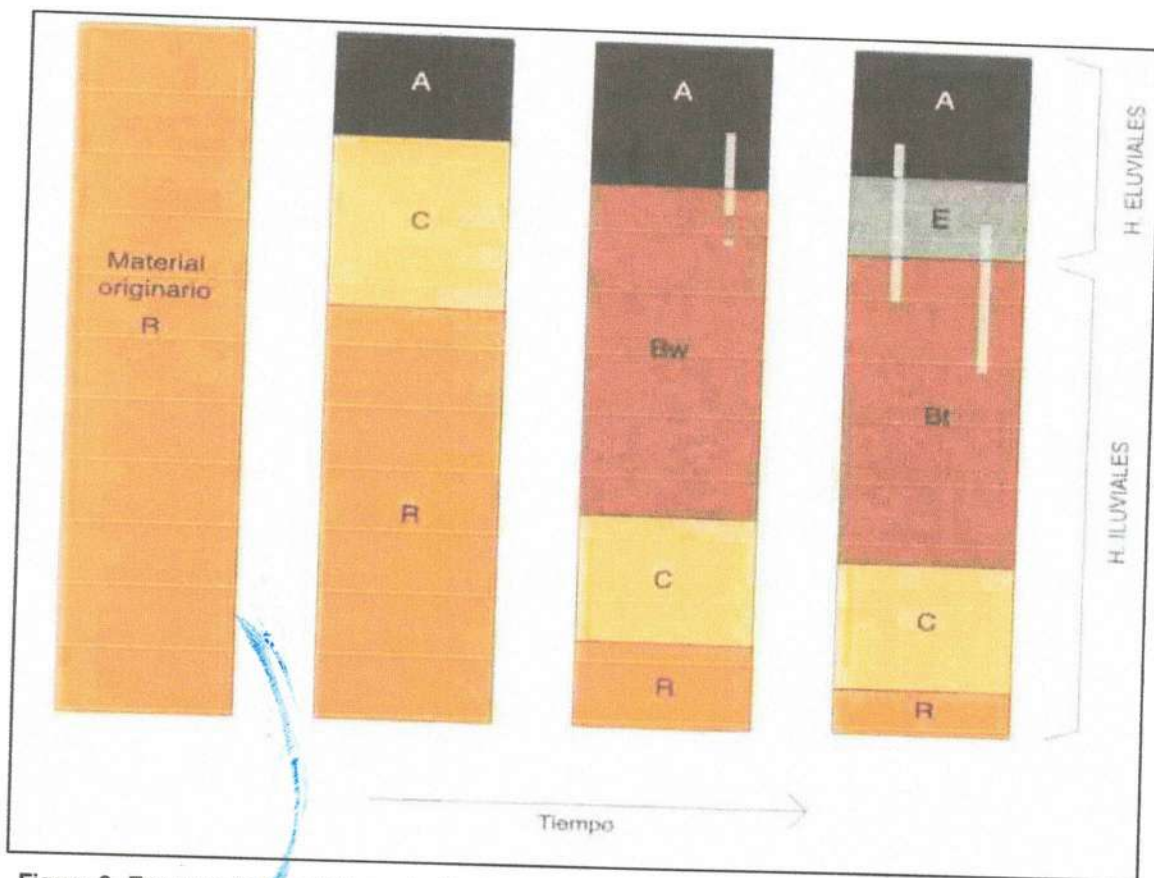 Material
originario
R
A
C
R
A
Bw
C
R
A
E
Bt
C
R
H. ELUVIALES
H. ILUVIALES
Tiempo